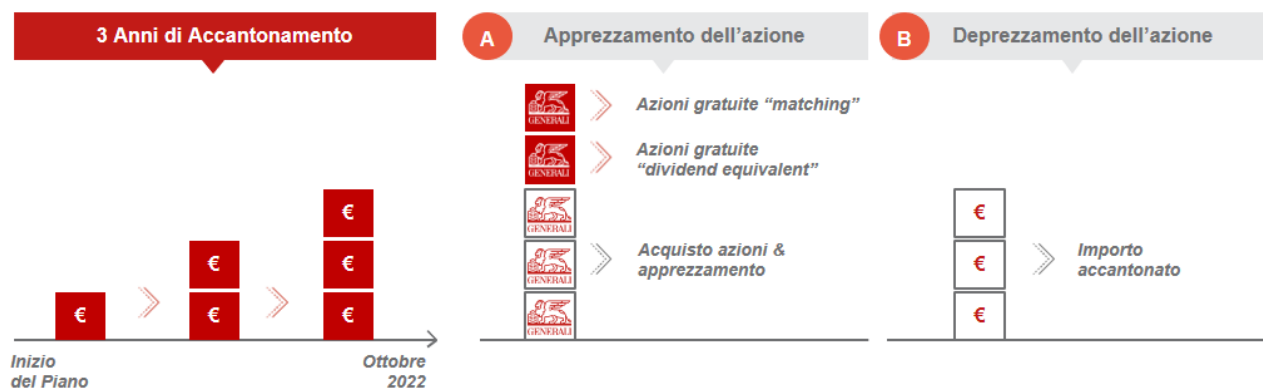 3 Anni di Accantonamento
€
€
€
€
€
€
Inizio
del Piano
Ottobre
2022
A
Apprezzamento dell'azione
GENERALI
Azioni gratuite “matching”
GENERALI
Azioni gratuite
“dividend equivalent”
GENERALI
GENERALI
GENERALI
Acquisto azioni &
apprezzamento
B
Deprezzamento dell'azione
€
€
€
Importo
accantonato